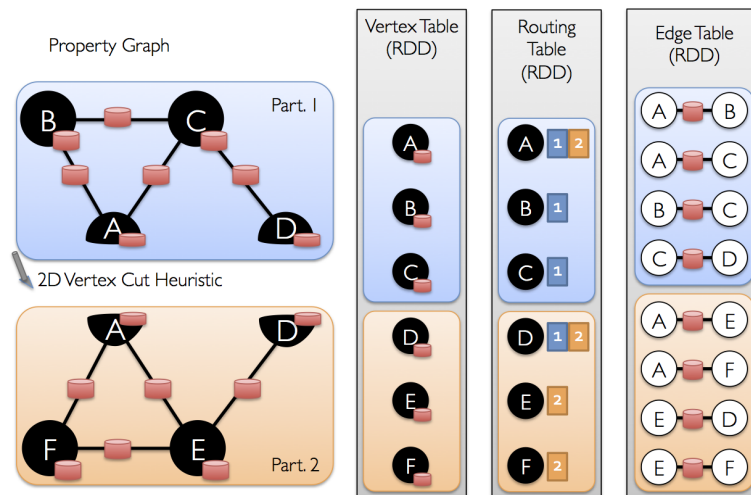 Property Graph
Part. 1
B
C
A
D
2D Vertex Cut Heuristic
A
D
F
E
Part. 2
Vertex Table
(RDD)
A
B
C
D
E
F
Routing
Table
(RDD)
A 1 2
B 1
C 1
D 1 2
E 2
F 2
Edge Table
(RDD)
A B
A C
B C
C D
A E
A F
E D
E F